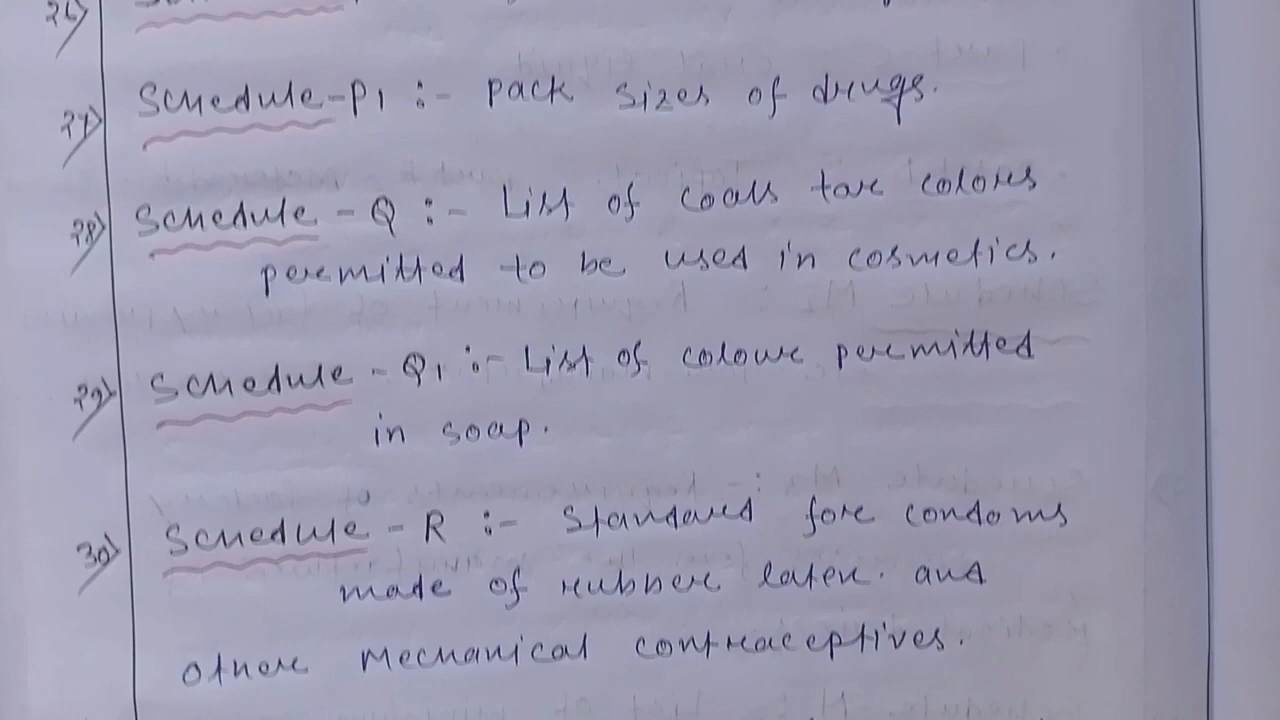 26)
27) Schedule-P1 :- Pack sizes of drugs.
28) Schedule - Q :- List of coals tar colors
permitted to be used in cosmetics.
29) Schedule - Q1 :- List of colour permitted
in soap.
30) Schedule - R :- Standard for condoms
made of rubber latex. and
other Mechanical contraceptives.